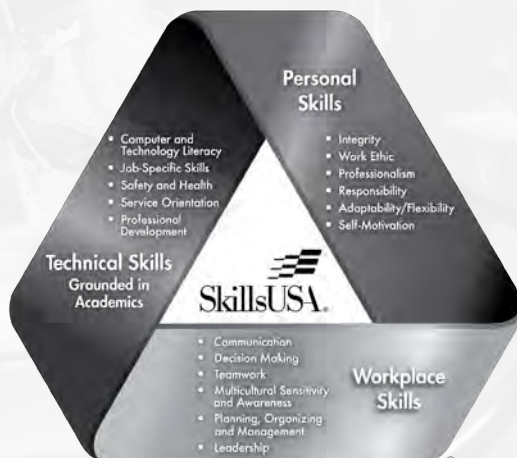 Personal
Skills
▪ Integrity
▪ Work Ethic
▪ Professionalism
▪ Responsibility
▪ Adaptability/Flexibility
▪ Self-Motivation
▪ Computer and
Technology Literacy
▪ Job-Specific Skills
▪ Safety and Health
▪ Service Orientation
▪ Professional
Development
Technical Skills
Grounded in
Academics
SkillsUSA.
▪ Communication
▪ Decision Making
▪ Teamwork
▪ Multicultural Sensitivity
and Awareness
▪ Planning, Organizing
and Management
▪ Leadership
Workplace
Skills